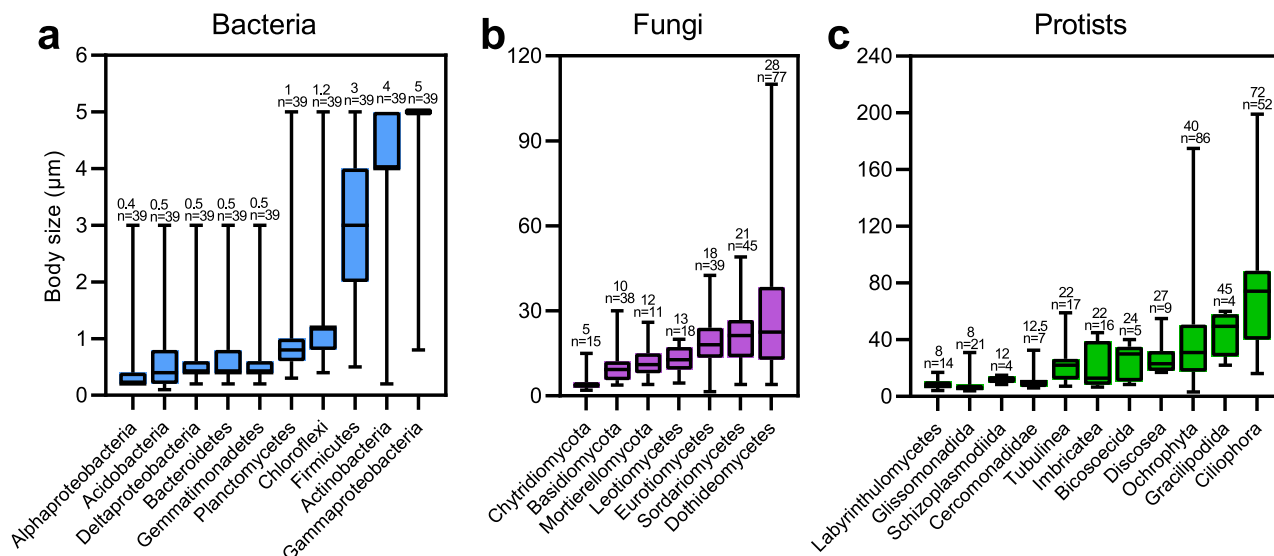 a
Bacteria
Body size (µm)
6
5
4
3
2
1
0
0.4
n=39
0.5
n=39
0.5
n=39
0.5
n=39
0.5
n=39
1
n=39
1.2
n=39
3
n=39
4
n=39
5
n=39
Alphaproteobacteria
Acidobacteria
Deltaproteobacteria
Bacteroidetes
Gemmatimonadetes
Planctomycetes
Chloroflexi
Firmicutes
Actinobacteria
Gammaproteobacteria
b
Fungi
120
90
60
30
0
5
n=15
10
n=38
12
n=11
13
n=18
18
n=39
21
n=45
28
n=77
Chytridiomycota
Basidiomycota
Mortierellomycota
Leotiomycetes
Eurotiomycetes
Sordariomycetes
Dothideomycetes
c
Protists
240
200
160
120
80
40
0
8
n=14
8
n=21
12
n=4
12.5
n=7
22
n=17
22
n=16
24
n=5
27
n=9
40
n=86
45
n=4
72
n=52
Labyrinthulomycetes
Glissomonadida
Schizoplasmodiida
Cercomonadidae
Tubulinea
Imbricatea
Bicosoecida
Discosea
Ochrophyta
Gracilipodida
Ciliophora